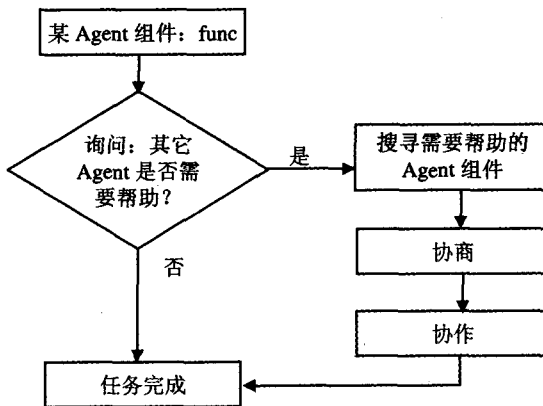 某 Agent 组件：func
询问：其它
Agent 是否需
要帮助？
是
搜寻需要帮助的
Agent 组件
协商
否
协作
任务完成